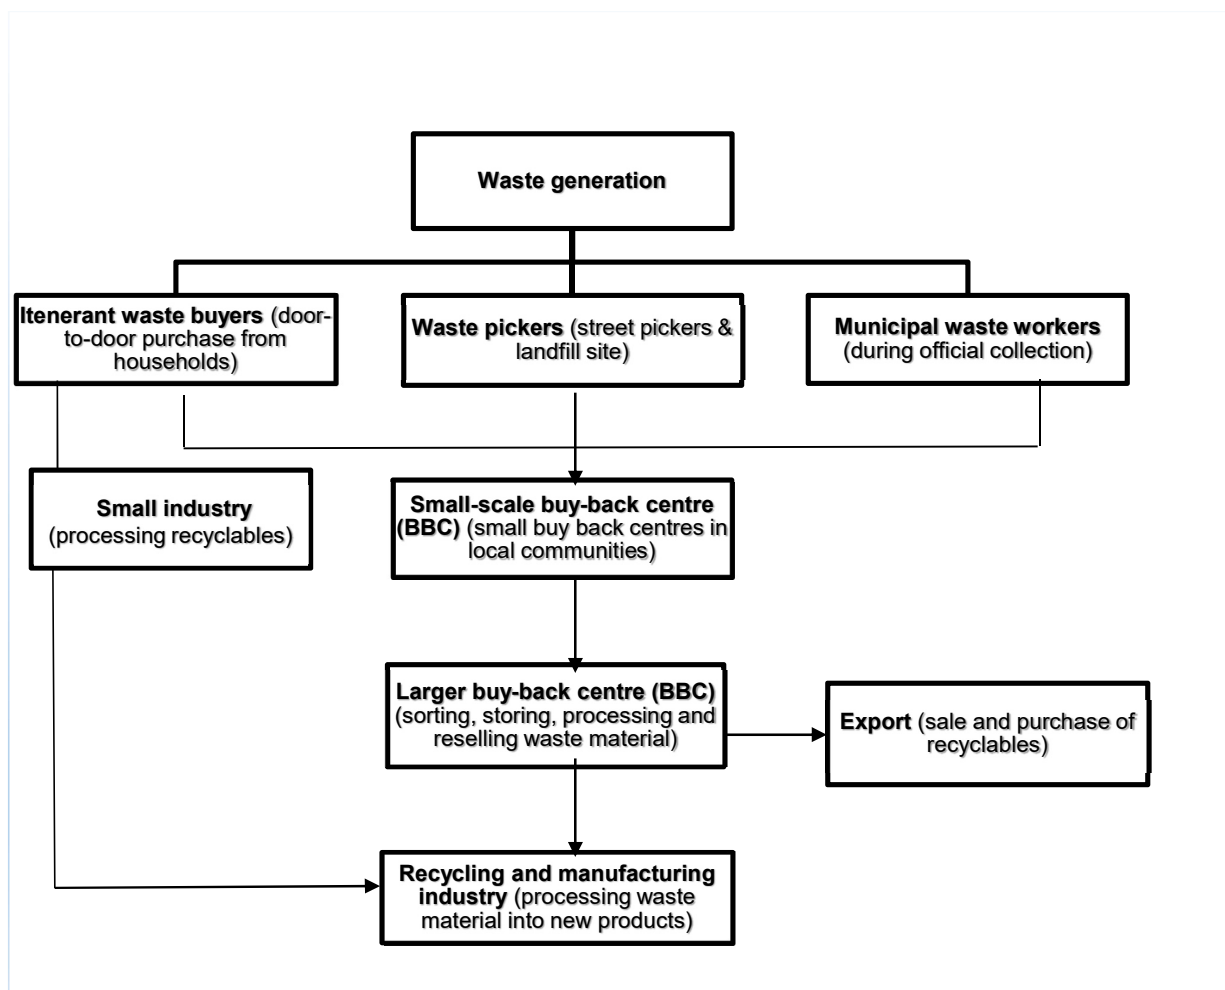 Waste generation
Itenerant waste buyers (door-
to-door purchase from
households)
Waste pickers (street pickers &
landfill site)
Municipal waste workers
(during official collection)
Small industry
(processing recyclables)
Small-scale buy-back centre
(BBC) (small buy back centres in
local communities)
Larger buy-back centre (BBC)
(sorting, storing, processing and
reselling waste material)
Export (sale and purchase of
recyclables)
Recycling and manufacturing
industry (processing waste
material into new products)